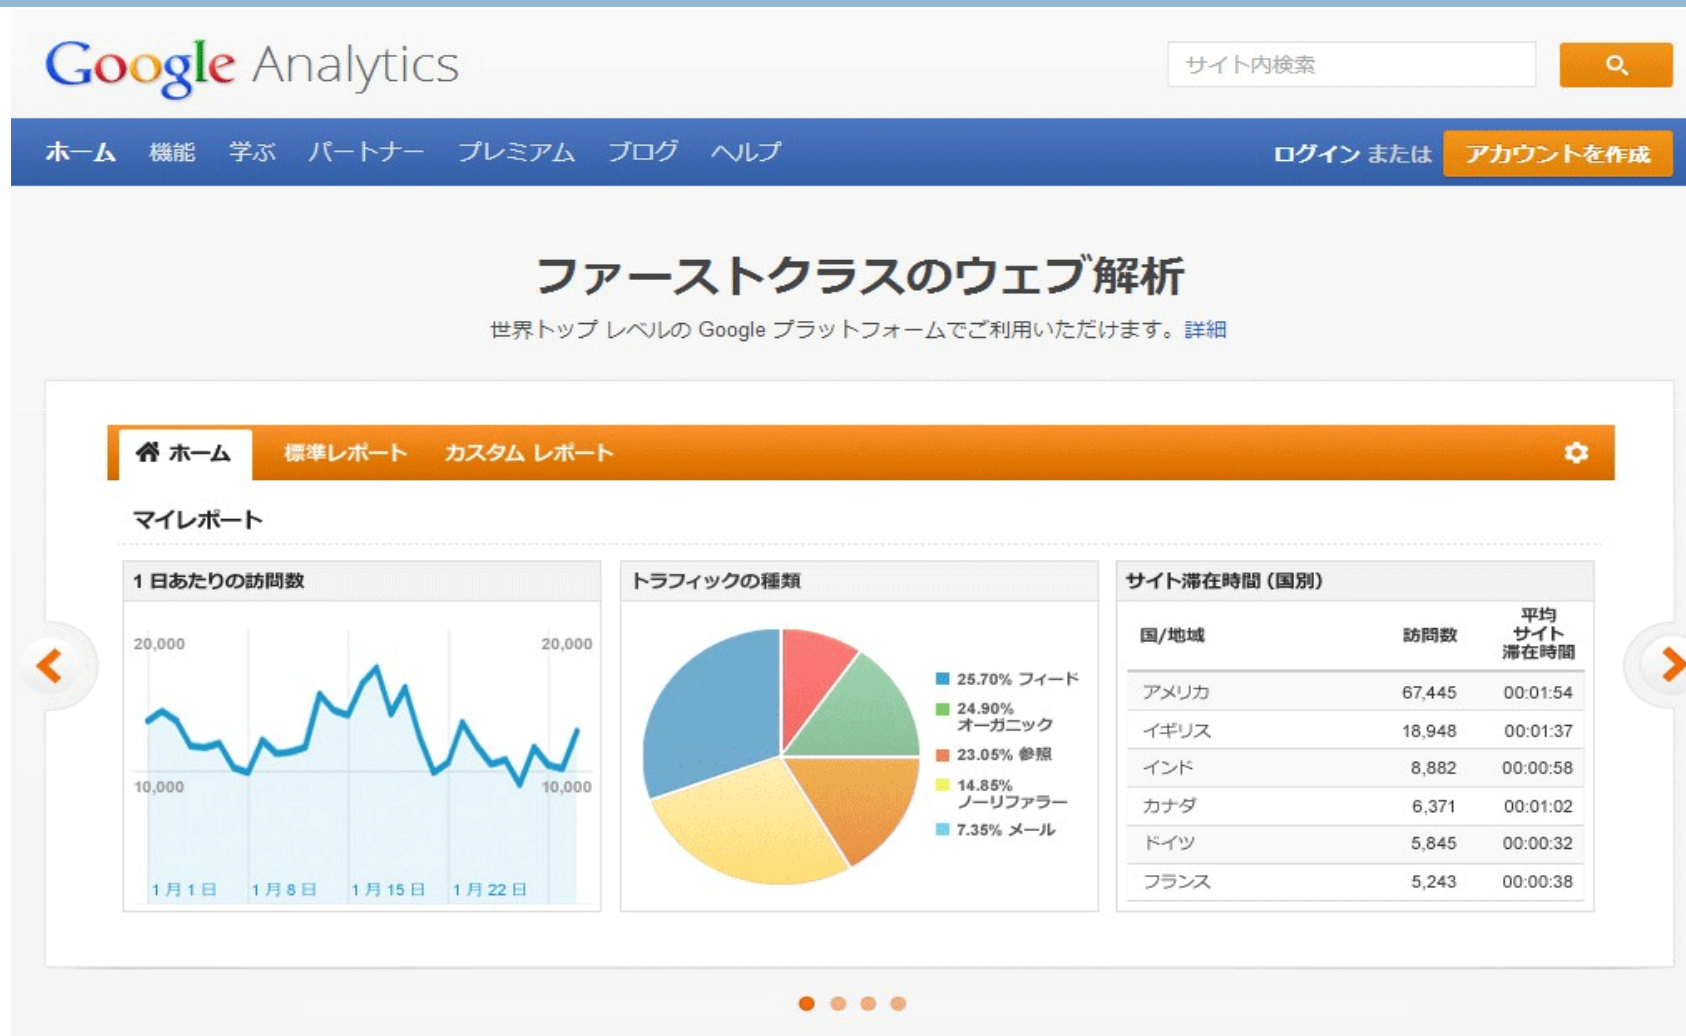 Google Analytics
サイト内検索
ホーム 機能 学ぶ パートナー プレミアム ブログ ヘルプ
ログイン または アカウントを作成
ファーストクラスのウェブ解析
世界トップ レベルの Google プラットフォームでご利用いただけます。詳細
ホーム 標準レポート カスタム レポート
マイレポート
1 日あたりの訪問数
20,000 20,000
10,000 10,000
1 月 1 日 1 月 8 日 1 月 15 日 1 月 22 日
トラフィックの種類
25.70% フィード
24.90%
オーガニック
23.05% 参照
14.85%
ノーリファラー
7.35% メール
サイト滞在時間 (国別)
国/地域 訪問数 平均
サイト
滞在時間
アメリカ 67,445 00:01:54
イギリス 18,948 00:01:37
インド 8,882 00:00:58
カナダ 6,371 00:01:02
ドイツ 5,845 00:00:32
フランス 5,243 00:00:38